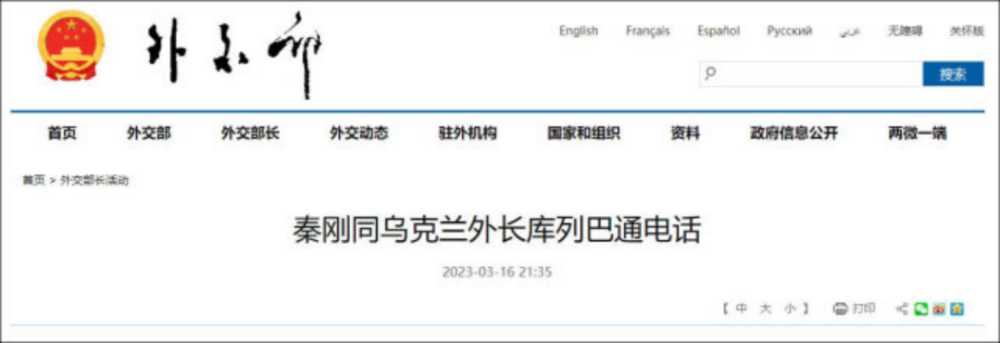 外交部
English Français Español Русский عربي 无障碍 关怀版
搜索
首页 外交部 外交部长 外交动态 驻外机构 国家和组织 资料 政府信息公开 两微一端
首页 > 外交部长活动
秦刚同乌克兰外长库列巴通电话
2023-03-16 21:35
【 中 大 小 】 打印